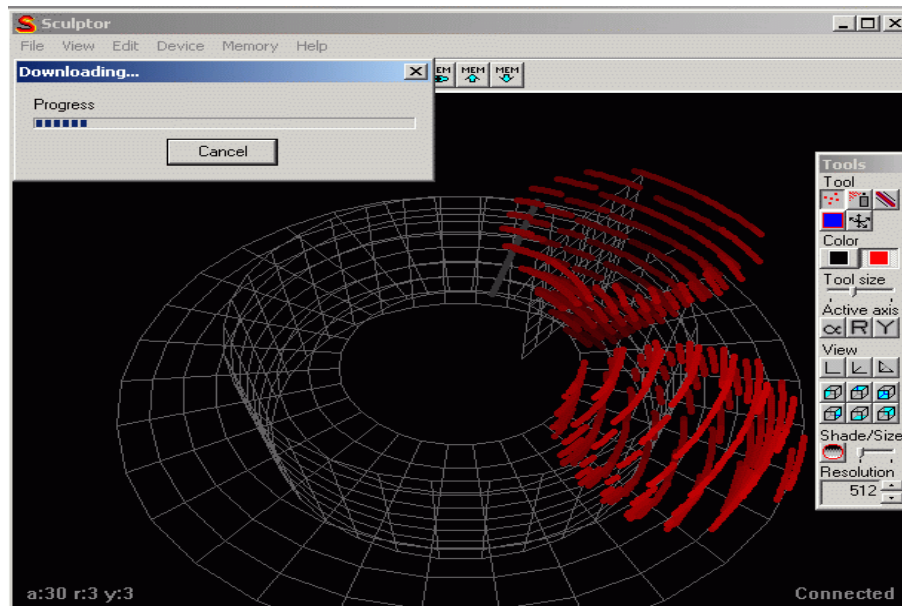 Sculptor
File View Edit Device Memory Help
Downloading...
MEM MEM
Progress
Cancel
Tools
Tool
Color
Tool size
Active axis
α R Y
View
Shade/Size
Resolution
512
a:30 r:3 y:3
Connected